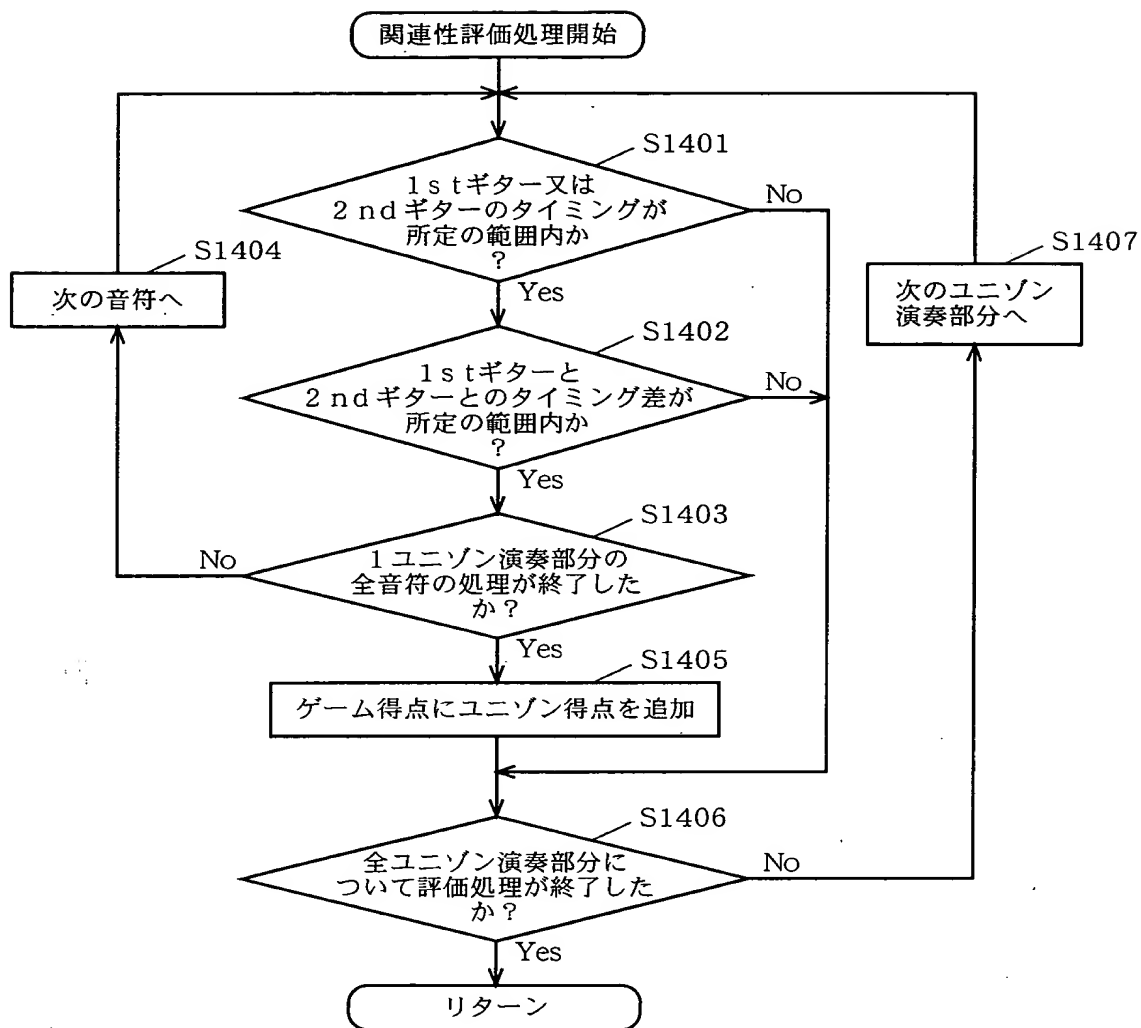 関連性評価処理開始
S1401
1stギター又は
2ndギターのタイミングが
所定の範囲内か
?
No
Yes
S1404
次の音符へ
S1407
次のユニゾン
演奏部分へ
S1402
1stギターと
2ndギターとのタイミング差が
所定の範囲内か
?
No
Yes
S1403
1ユニゾン演奏部分の
全音符の処理が終了した
か?
No
Yes
S1405
ゲーム得点にユニゾン得点を追加
S1406
全ユニゾン演奏部分に
ついて評価処理が終了した
か?
No
Yes
リターン